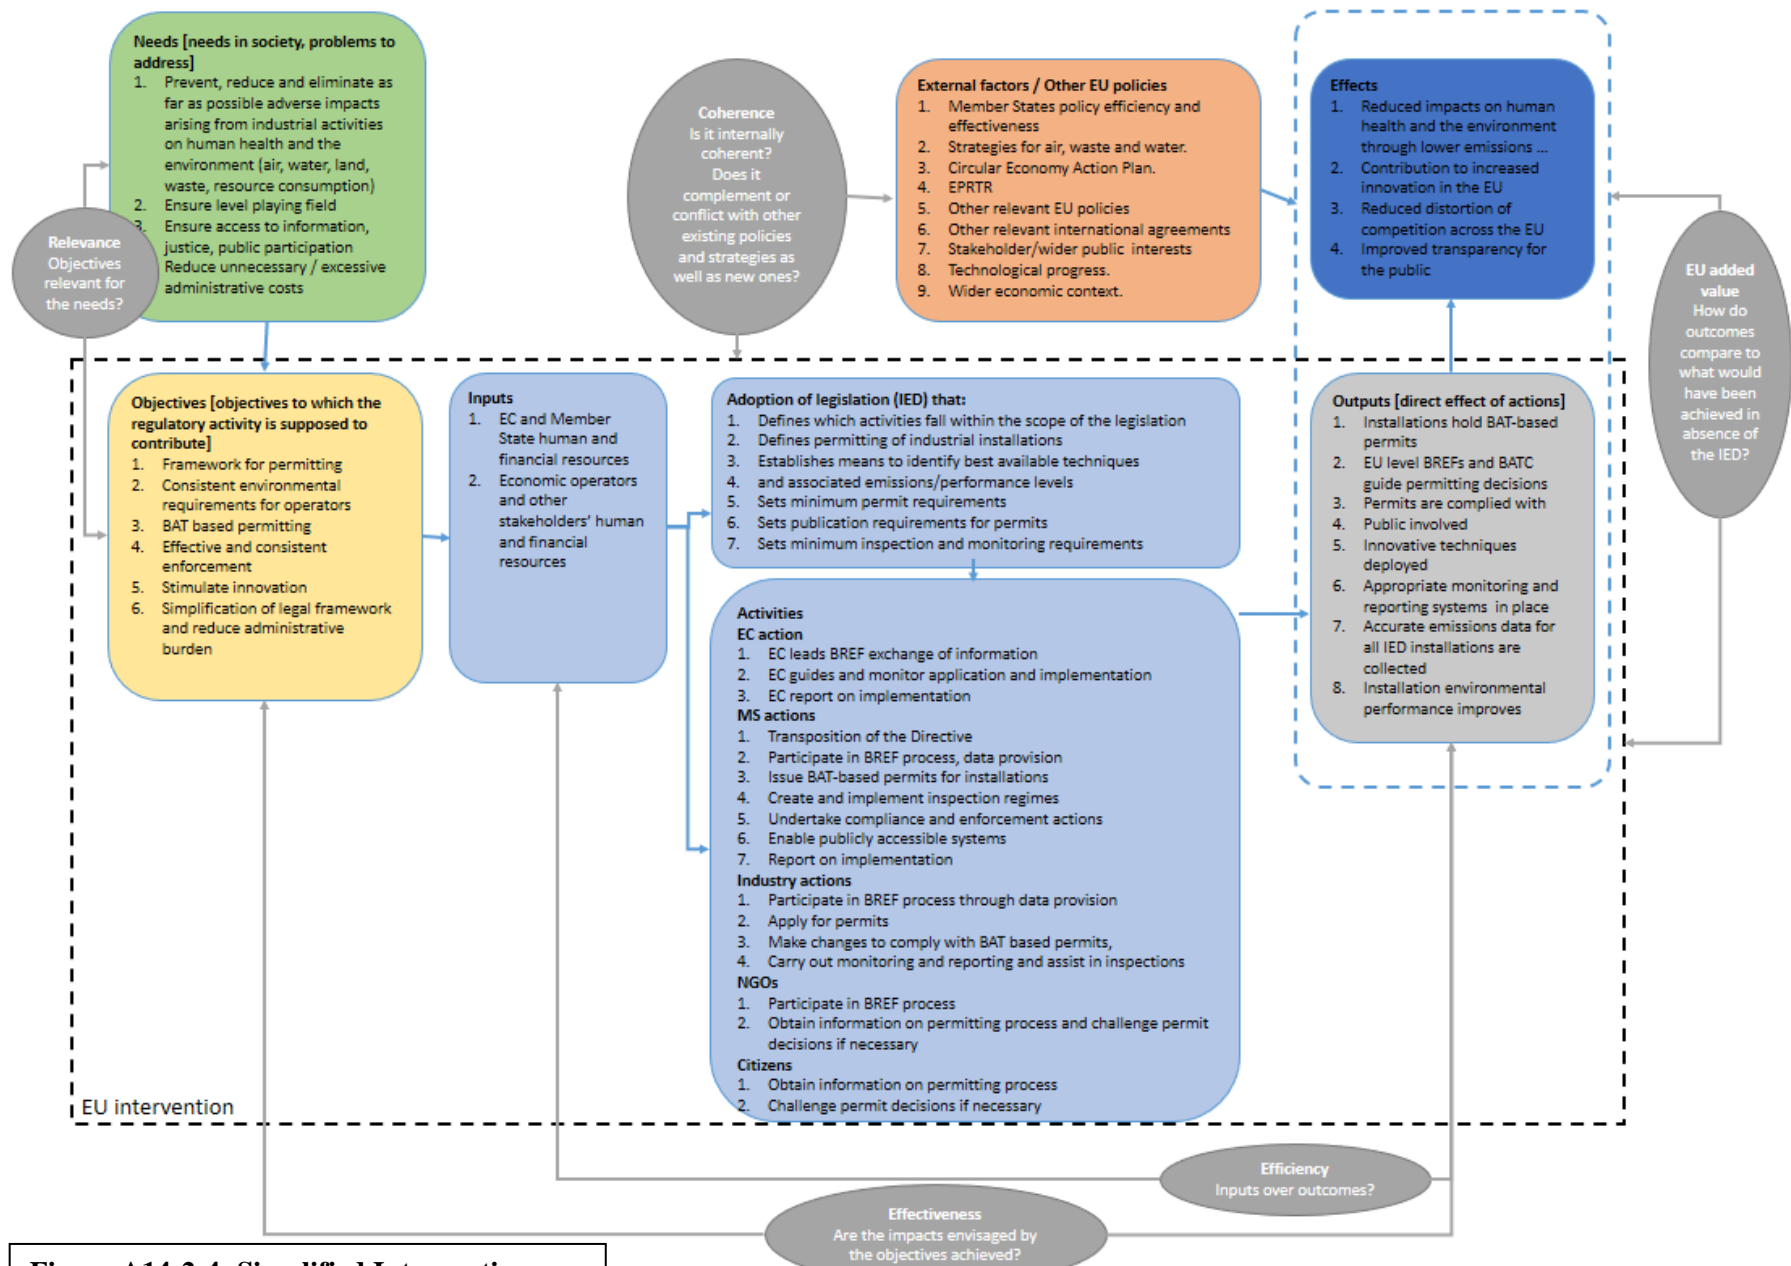 Needs [needs in society, problems to
address]
1. Prevent, reduce and eliminate as
far as possible adverse impacts
arising from industrial activities
on human health and the
environment (air, water, land,
waste, resource consumption)
2. Ensure level playing field
3. Ensure access to information,
justice, public participation
Reduce unnecessary / excessive
administrative costs
Relevance
Objectives
relevant for
the needs?
Coherence
Is it internally
coherent?
Does it
complement or
conflict with other
existing policies
and strategies as
well as new ones?
External factors / Other EU policies
1. Member States policy efficiency and
effectiveness
2. Strategies for air, waste and water.
3. Circular Economy Action Plan.
4. EPRTR
5. Other relevant EU policies
6. Other relevant international agreements
7. Stakeholder/wider public interests
8. Technological progress.
9. Wider economic context.
Effects
1. Reduced impacts on human
health and the environment
through lower emissions ...
2. Contribution to increased
innovation in the EU
3. Reduced distortion of
competition across the EU
4. Improved transparency for
the public
EU added
value
How do
outcomes
compare to
what would
have been
achieved in
absence of
the IED?
Objectives [objectives to which the
regulatory activity is supposed to
contribute]
1. Framework for permitting
2. Consistent environmental
requirements for operators
3. BAT based permitting
4. Effective and consistent
enforcement
5. Stimulate innovation
6. Simplification of legal framework
and reduce administrative
burden
Inputs
1. EC and Member
State human and
financial resources
2. Economic operators
and other
stakeholders' human
and financial
resources
Adoption of legislation (IED) that:
1. Defines which activities fall within the scope of the legislation
2. Defines permitting of industrial installations
3. Establishes means to identify best available techniques
4. and associated emissions/performance levels
5. Sets minimum permit requirements
6. Sets publication requirements for permits
7. Sets minimum inspection and monitoring requirements
Activities
EC action
1. EC leads BREF exchange of information
2. EC guides and monitor application and implementation
3. EC report on implementation
MS actions
1. Transposition of the Directive
2. Participate in BREF process, data provision
3. Issue BAT-based permits for installations
4. Create and implement inspection regimes
5. Undertake compliance and enforcement actions
6. Enable publicly accessible systems
7. Report on implementation
Industry actions
1. Participate in BREF process through data provision
2. Apply for permits
3. Make changes to comply with BAT based permits,
4. Carry out monitoring and reporting and assist in inspections
NGOs
1. Participate in BREF process
2. Obtain information on permitting process and challenge permit
decisions if necessary
Citizens
1. Obtain information on permitting process
2. Challenge permit decisions if necessary
Outputs [direct effect of actions]
1. Installations hold BAT-based
permits
2. EU level BREFs and BATC
guide permitting decisions
3. Permits are complied with
4. Public involved
5. Innovative techniques
deployed
6. Appropriate monitoring and
reporting systems in place
7. Accurate emissions data for
all IED installations are
collected
8. Installation environmental
performance improves
EU intervention
Efficiency
Inputs over outcomes?
Effectiveness
Are the impacts envisaged by
the objectives achieved?